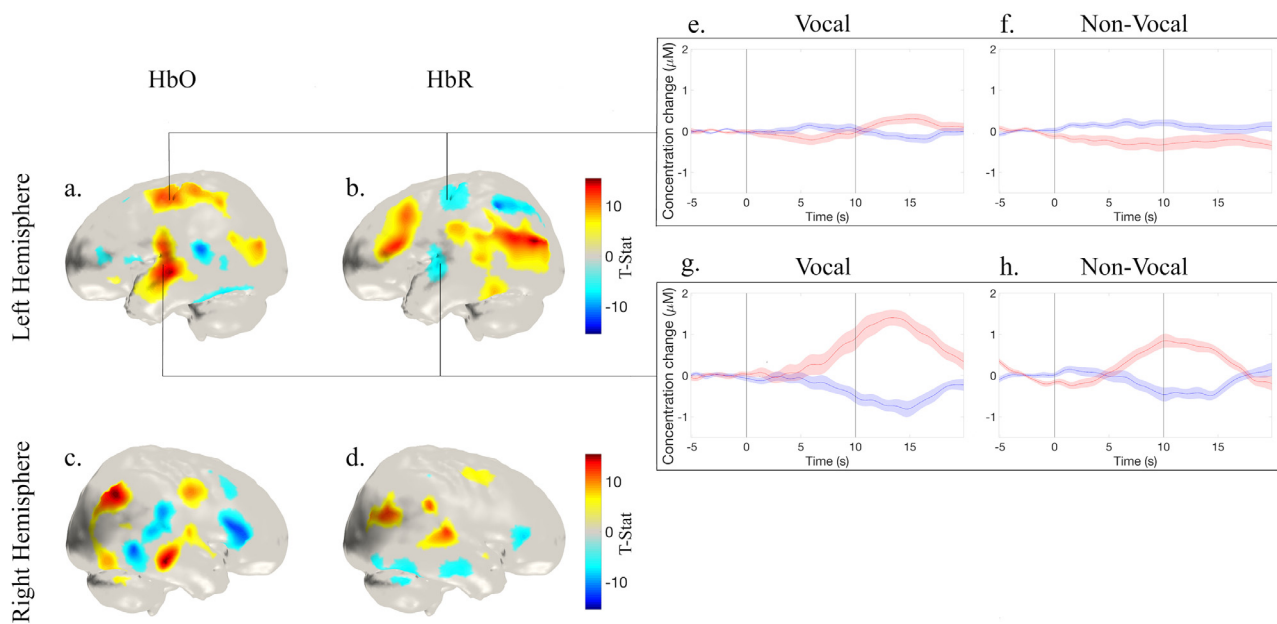 e.
Vocal
f.
Non-Vocal
HbO
HbR
Left Hemisphere
a.
b.
10
0
-10
T-Stat
Concentration change (μM)
2
1
0
-1
-5
0
5
10
15
Time (s)
-5
0
5
10
15
Time (s)
g.
Vocal
h.
Non-Vocal
Concentration change (μM)
2
1
0
-1
-5
0
5
10
15
Time (s)
2
1
0
-1
-5
0
5
10
15
Time (s)
Right Hemisphere
c.
d.
10
0
-10
T-Stat
2
1
0
-1